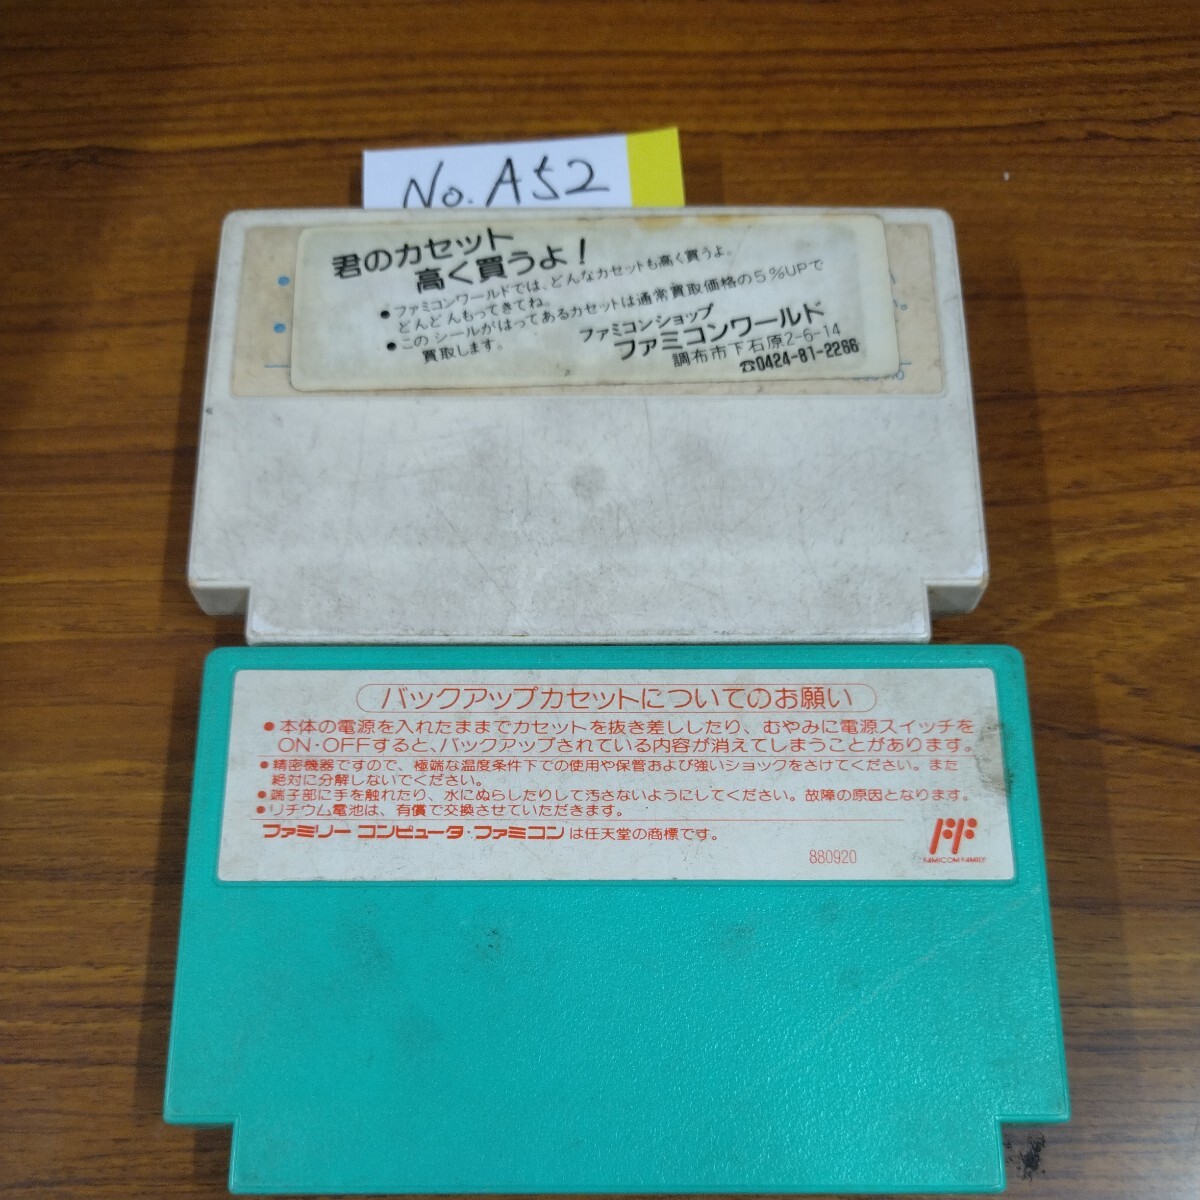 No. A52
君のカセット
高く買うよ!
●ファミコンワールドでは、どんなカセットも高く買うよ。
どんどんもってきてね。
●このシールがはってあるカセットは通常買取価格の5%UPで
買取します。
ファミコンショップ
ファミコンワールド
調布市下石原2-6-14
☎0424-81-2266
バックアップカセットについてのお願い
●本体の電源を入れたままでカセットを抜き差ししたり、むやみに電源スイッチを
ON・OFFすると、バックアップされている内容が消えてしまうことがあります。
●精密機器ですので、極端な温度条件下での使用や保管および強いショックをさけてください。また
絶対に分解しないでください。
●端子部に手を触れたり、水にぬらしたりして汚さないようにしてください。故障の原因となります。
●リチウム電池は、有償で交換させていただきます。
ファミリーコンピュータ・ファミコンは任天堂の商標です。
880920
FAMICOM FAMILY